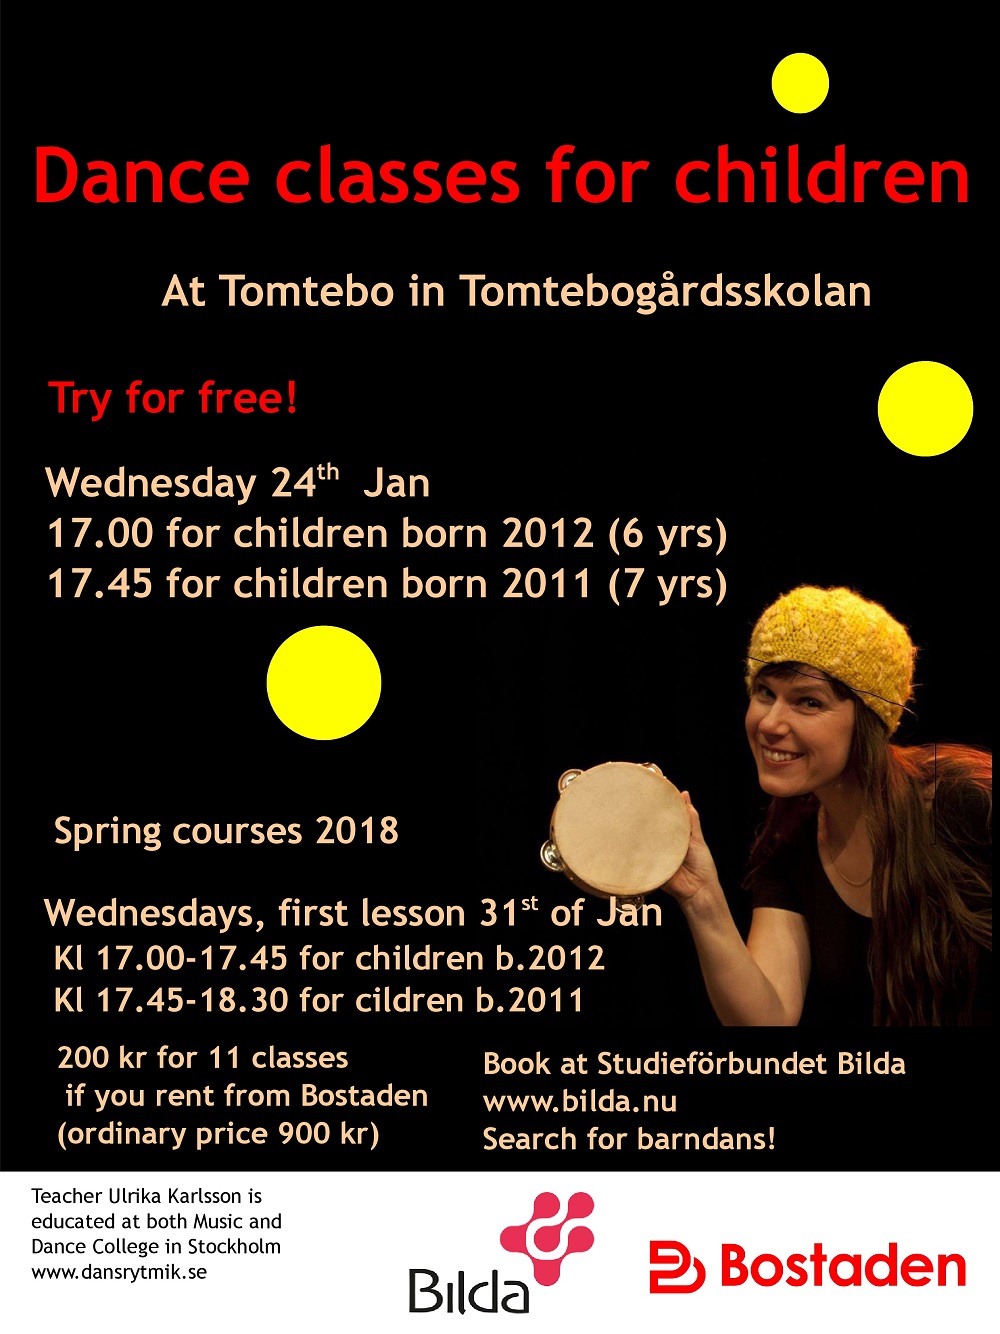 Dance classes for children
At Tomtebo in Tomtebogårdsskolan
Try for free!
Wednesday 24th Jan
17.00 for children born 2012 (6 yrs)
17.45 for children born 2011 (7 yrs)
Spring courses 2018
Wednesdays, first lesson 31st of Jan
Kl 17.00-17.45 for children b.2012
Kl 17.45-18.30 for cildren b.2011
200 kr for 11 classes
if you rent from Bostaden
(ordinary price 900 kr)
Book at Studieförbundet Bilda
www.bilda.nu
Search for barndans!
Teacher Ulrika Karlsson is
educated at both Music and
Dance College in Stockholm
www.dansrytmik.se
Bilda
Bostaden